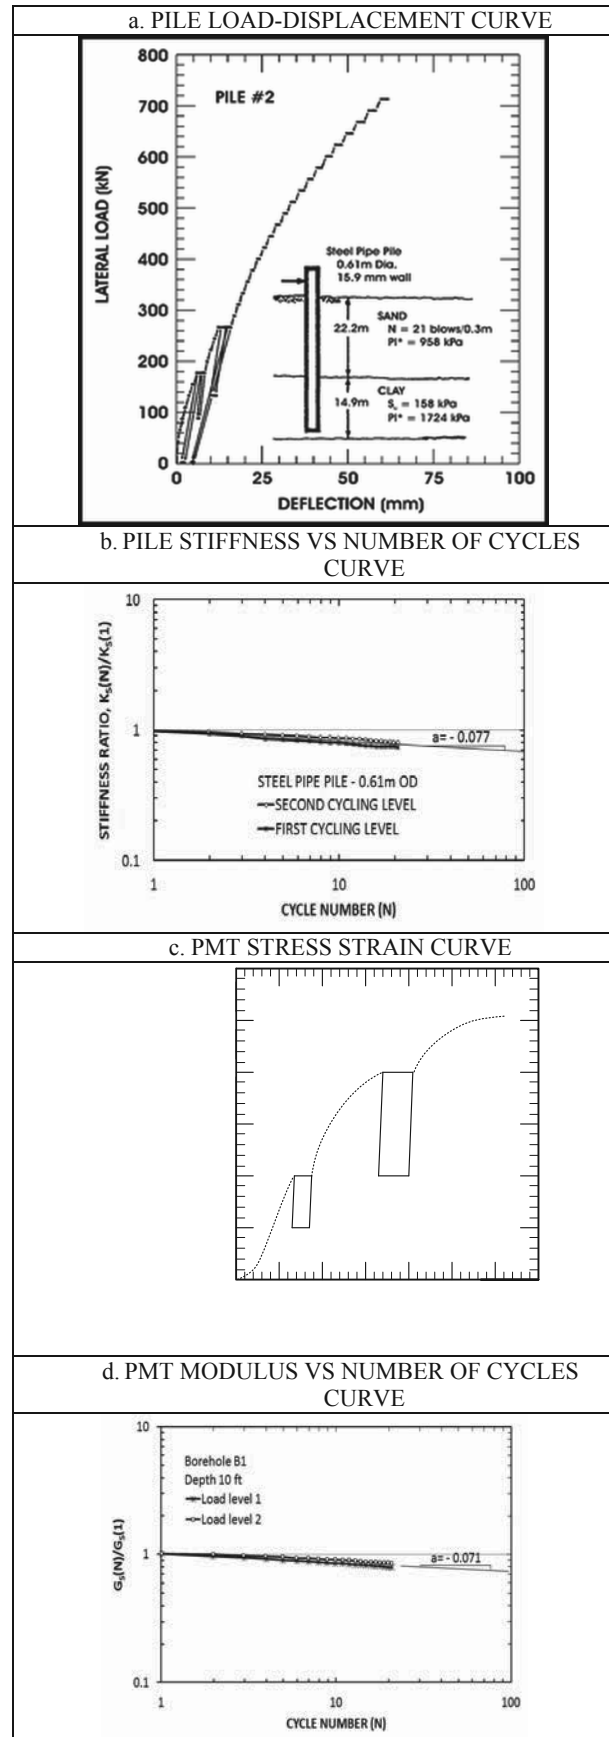 a. PILE LOAD-DISPLACEMENT CURVE
800
700
600
500
400
300
200
100
0
LATERAL LOAD (kN)
PILE #2
Steel Pipe Pile
0.61m Dia.
15.9 mm wall
22.2m
SAND
N = 21 blows/0.3m
Pl* = 958 kPa
14.9m
CLAY
Su = 158 kPa
Pl* = 1724 kPa
0 25 50 75 100
DEFLECTION (mm)
b. PILE STIFFNESS VS NUMBER OF CYCLES
CURVE
10
1
0.1
STIFFNESS RATIO, KS(N)/KS(1)
a= - 0.077
STEEL PIPE PILE - 0.61m OD
SECOND CYCLING LEVEL
FIRST CYCLING LEVEL
1 10 100
CYCLE NUMBER (N)
c. PMT STRESS STRAIN CURVE
d. PMT MODULUS VS NUMBER OF CYCLES
CURVE
10
1
0.1
GS(N)/GS(1)
Borehole B1
Depth 10 ft
Load level 1
Load level 2
a= - 0.071
1 10 100
CYCLE NUMBER (N)